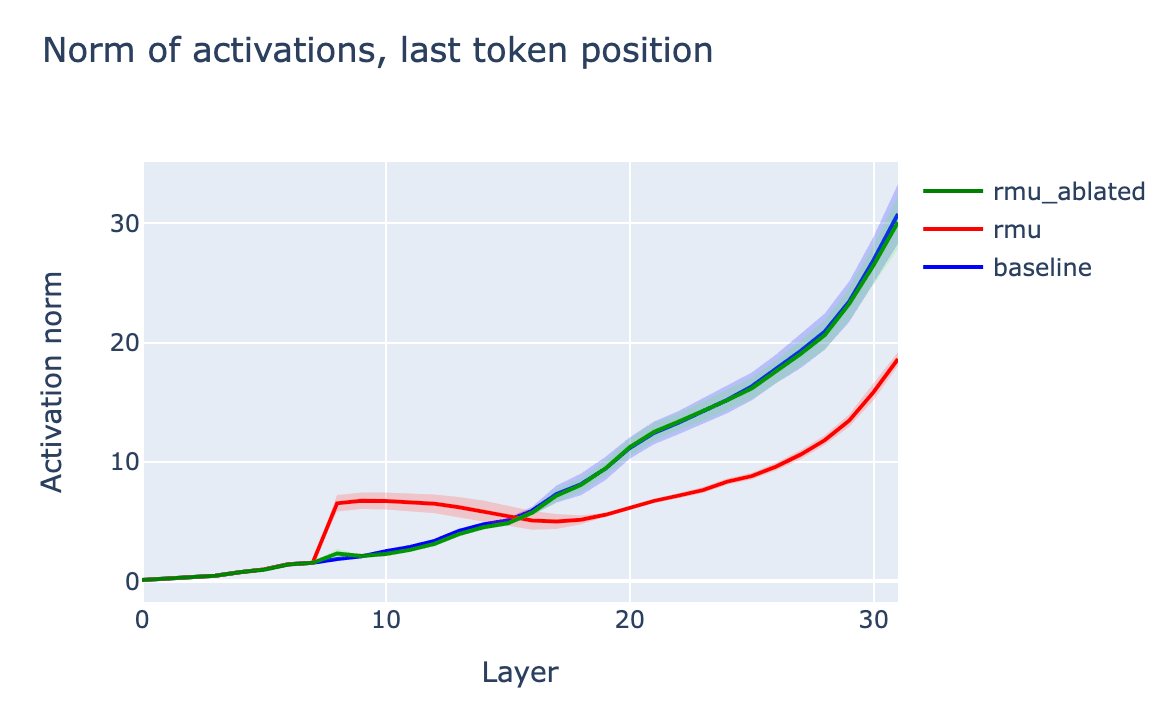 Norm of activations, last token position
rmu_ablated
rmu
baseline
Activation norm
30
20
10
0
0
10
20
30
Layer